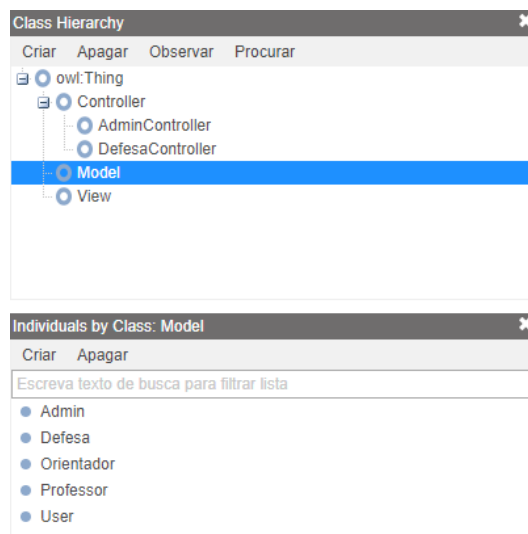 Class Hierarchy
Criar Apagar Observar Procurar
owl:Thing
Controller
AdminController
DefesaController
Model
View
Individuals by Class: Model
Criar Apagar
Escreva texto de busca para filtrar lista
Admin
Defesa
Orientador
Professor
User